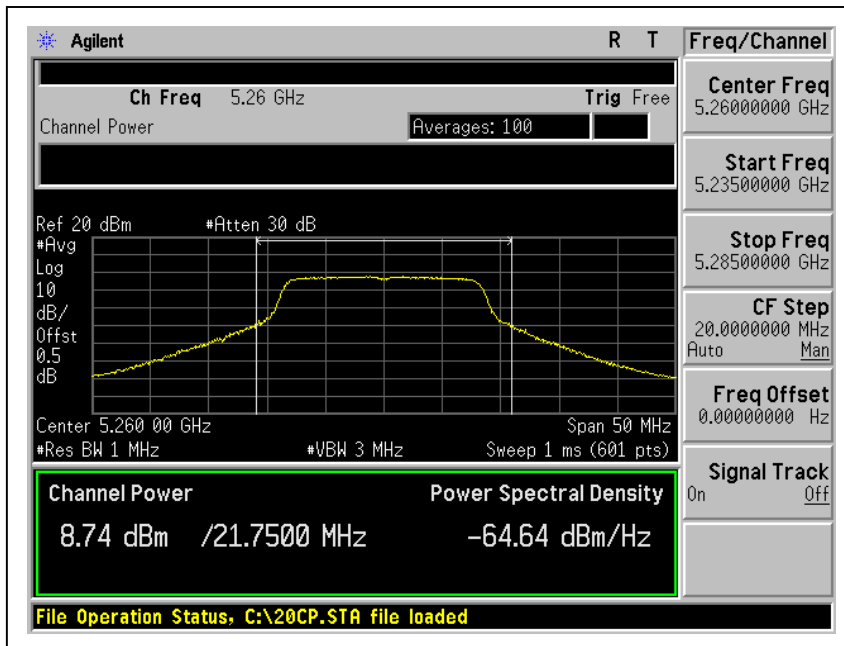 Agilent R T
Ch Freq 5.26 GHz Trig Free
Channel Power Averages: 100
Ref 20 dBm #Atten 30 dB
#Avg
Log
10
dB/
Offst
0.5
dB
Center 5.260 00 GHz Span 50 MHz
#Res BW 1 MHz #VBW 3 MHz Sweep 1 ms (601 pts)
Channel Power Power Spectral Density
8.74 dBm /21.7500 MHz -64.64 dBm/Hz
File Operation Status, C:\20CP.STA file loaded
Freq/Channel
Center Freq
5.26000000 GHz
Start Freq
5.23500000 GHz
Stop Freq
5.28500000 GHz
CF Step
20.0000000 MHz
Auto Man
Freq Offset
0.00000000 Hz
Signal Track
On Off